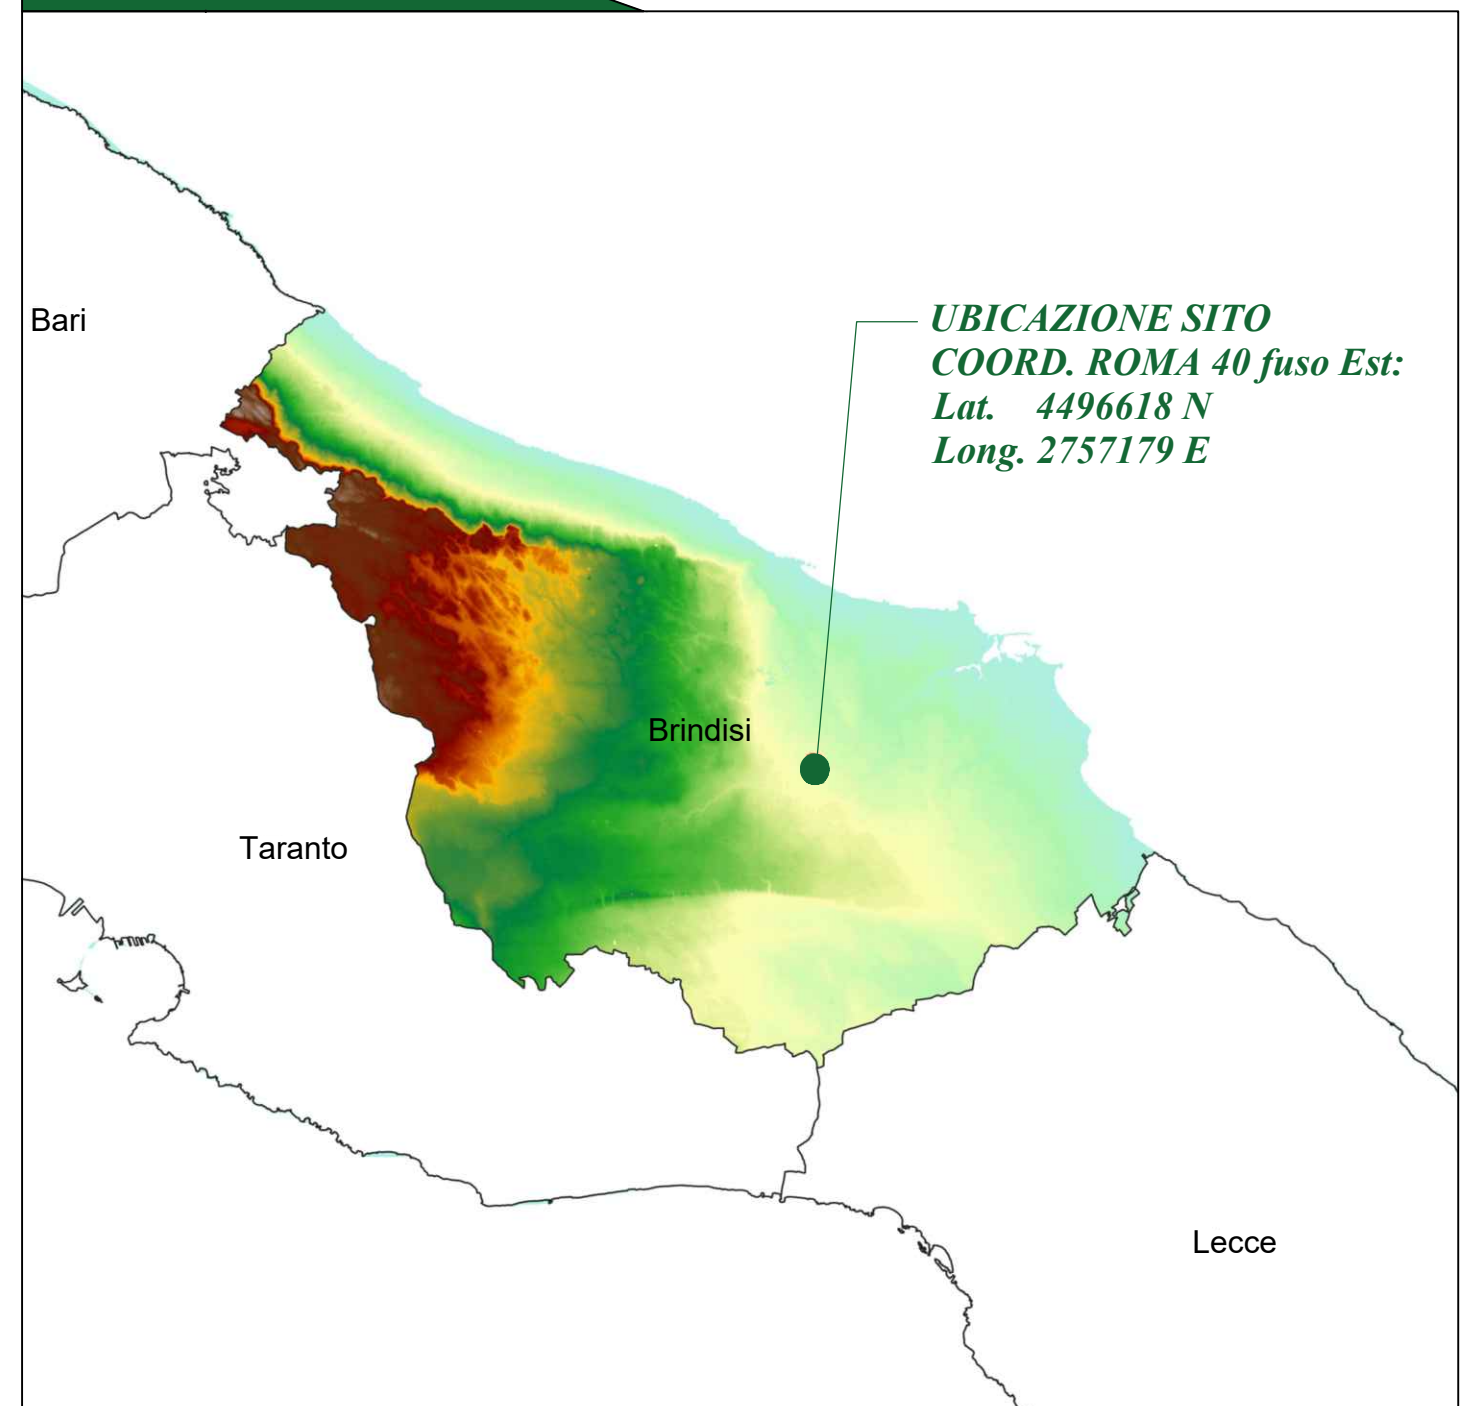 Bari
UBICAZIONE SITO
COORD. ROMA 40 fuso Est:
Lat. 4496618 N
Long. 2757179 E
Brindisi
Taranto
Lecce